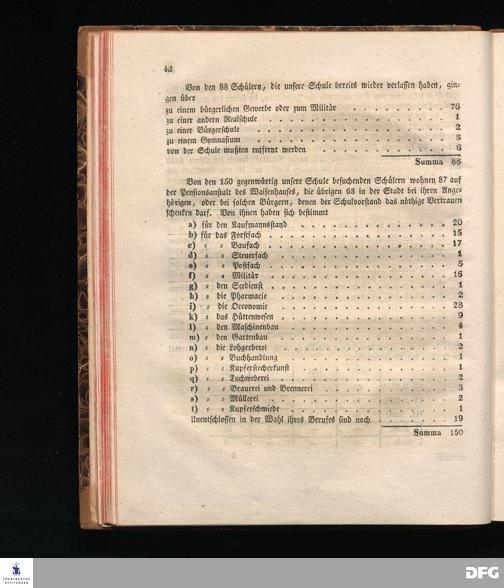 42
Von den 88 Schülern, die unsere Schule bereits wieder verlassen haben, gin-
gen über
zu einem bürgerlichen Gewerbe oder zum Militär . . . . . . . . . 76
zu einer andern Realschule . . . . . . . . . . . . . . . 1
zu einer Bürgerschule . . . . . . . . . . . . . . . 2
zu einem Gymnasium . . . . . . . . . . . . . . . 3
von der Schule mußten entfernt werden . . . . . . . . . . 6
Summa 88
Von den 150 gegenwärtig unsere Schule besuchenden Schülern wohnen 87 auf
der Pensionsanstalt des Waisenhauses, die übrigen 63 in der Stadt bei ihren Ange-
hörigen, oder bei solchen Bürgern, denen der Schulvorstand das nöthige Vertrauen
schenken darf. Von ihnen haben sich bestimmt
a) für den Kaufmannsstand . . . . . . . . . . . . 20
b) für das Forstfach . . . . . . . . . . . . . . 15
c) = = Baufach . . . . . . . . . . . . . . 17
d) = = Steuerfach . . . . . . . . . . . . . 1
e) = = Postfach . . . . . . . . . . . . . . 5
f) = = Militär . . . . . . . . . . . . . . 16
g) = den Seedienst . . . . . . . . . . . . . . 1
h) = die Pharmacie . . . . . . . . . . . . . . 2
i) = die Oeconomie . . . . . . . . . . . . . . 28
k) = das Hüttenwesen . . . . . . . . . . . . . 9
l) = den Maschinenbau . . . . . . . . . . . . . 4
m) = den Gartenbau . . . . . . . . . . . . . . 1
n) = die Lohgerberei . . . . . . . . . . . . . . 2
o) = = Buchhandlung . . . . . . . . . . . . . 1
p) = = Kupferstecherkunst . . . . . . . . . . . . 1
q) = = Tuchweberei . . . . . . . . . . . . . . 2
r) = = Brauerei und Brennerei . . . . . . . . . . 3
s) = = Müllerei . . . . . . . . . . . . . . 2
t) = = Kupferschmiede . . . . . . . . . . . . . 1
Unentschlossen in der Wahl ihres Berufes sind noch . . . . . . . 19
Summa 150
FRANCKESCHE
STIFTUNGEN
DFG